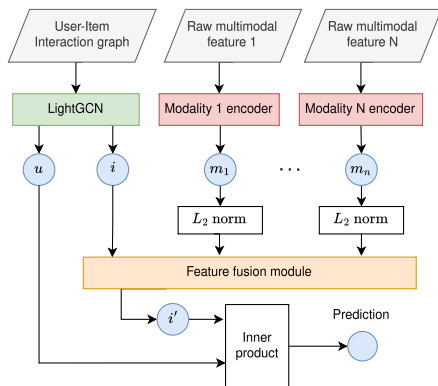 User-Item
Interaction graph
Raw multimodal
feature 1
Raw multimodal
feature N
LightGCN
Modality 1 encoder
Modality N encoder
u
i
m₁
...
mₙ
L₂ norm
L₂ norm
Feature fusion module
i′
Inner
product
Prediction